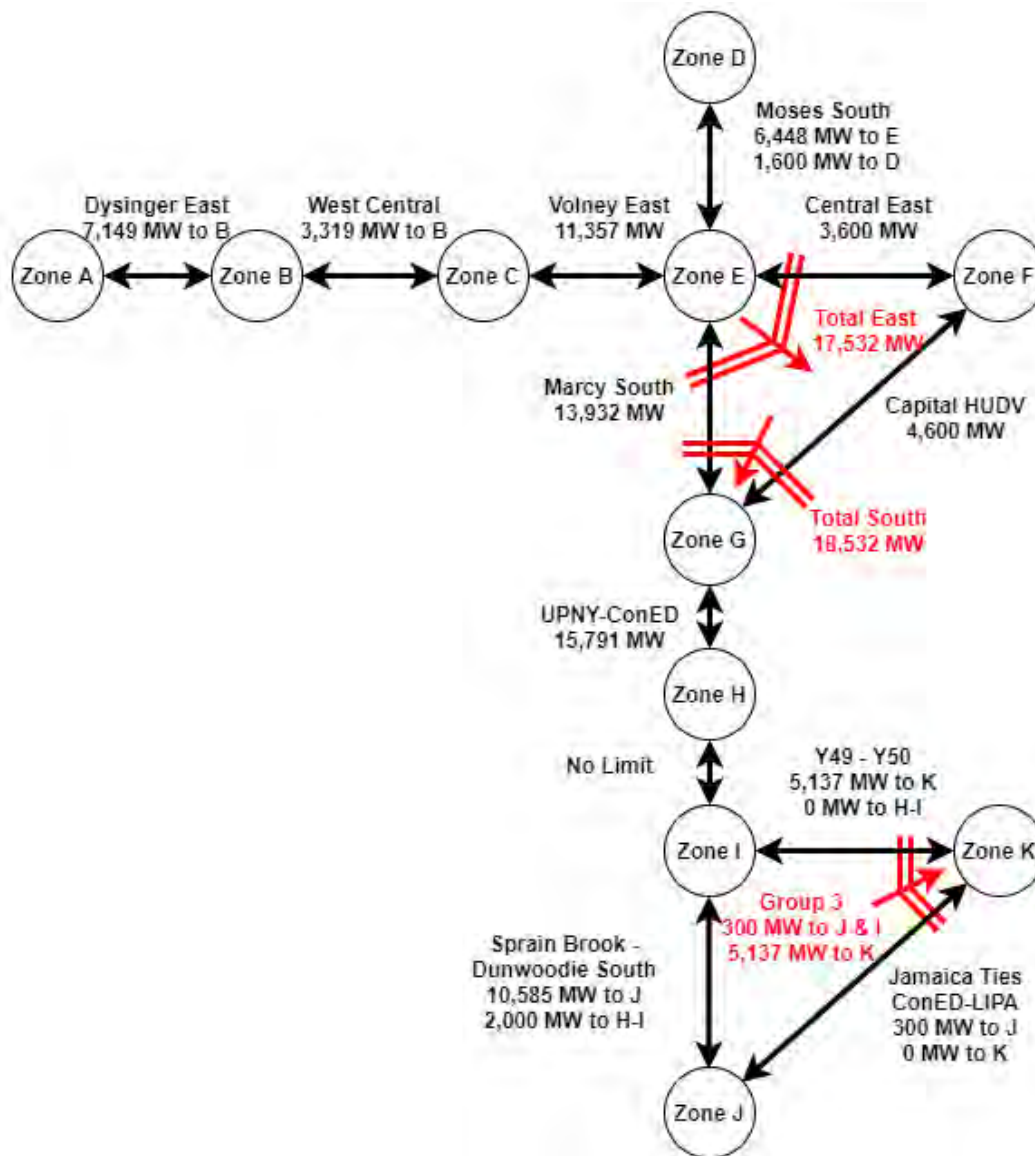 Zone D
Moses South
6,448 MW to E
1,600 MW to D
Dysinger East
7,149 MW to B
West Central
3,319 MW to B
Volney East
11,357 MW
Central East
3,600 MW
Zone A
Zone B
Zone C
Zone E
Zone F
Total East
17,532 MW
Marcy South
13,932 MW
Capital HUDV
4,600 MW
Total South
18,532 MW
Zone G
UPNY-ConED
15,791 MW
Zone H
No Limit
Y49 - Y50
5,137 MW to K
0 MW to H-I
Zone I
Zone K
Group 3
300 MW to J & I
5,137 MW to K
Sprain Brook -
Dunwoodie South
10,585 MW to J
2,000 MW to H-I
Jamaica Ties
ConED-LIPA
300 MW to J
0 MW to K
Zone J